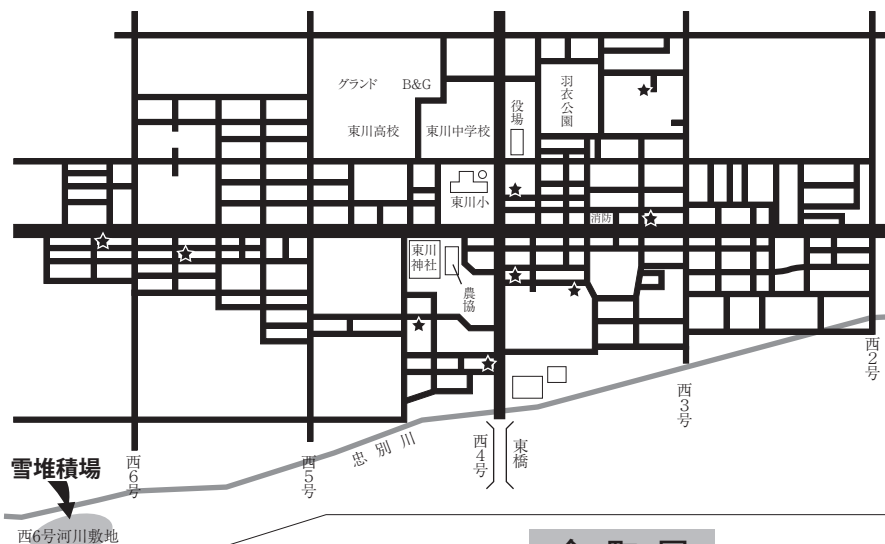 グランド
B&G
羽衣公園
役場
東川高校
東川中学校
東川小
消防
東川
神社
農協
西2号
西3号
西4号
東橋
西5号
西6号
忠別川
雪堆積場
西6号河川敷地